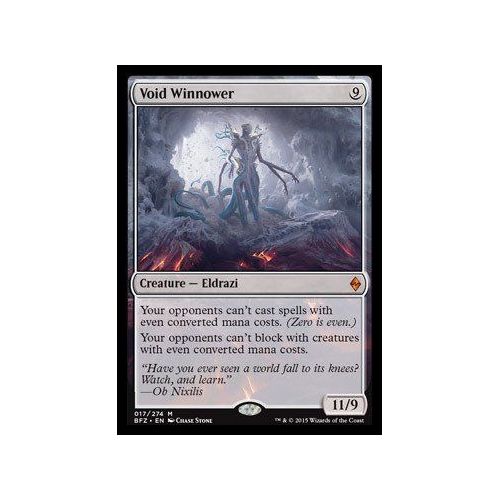 Void Winnower 9
Creature — Eldrazi
Your opponents can't cast spells with
even converted mana costs. (Zero is even.)
Your opponents can't block with creatures
with even converted mana costs.
"Have you ever seen a world fall to its knees?
Watch, and learn."
—Ob Nixilis
11/9
017/274 M
BFZ • EN Chase Stone
™ & © 2015 Wizards of the Coast